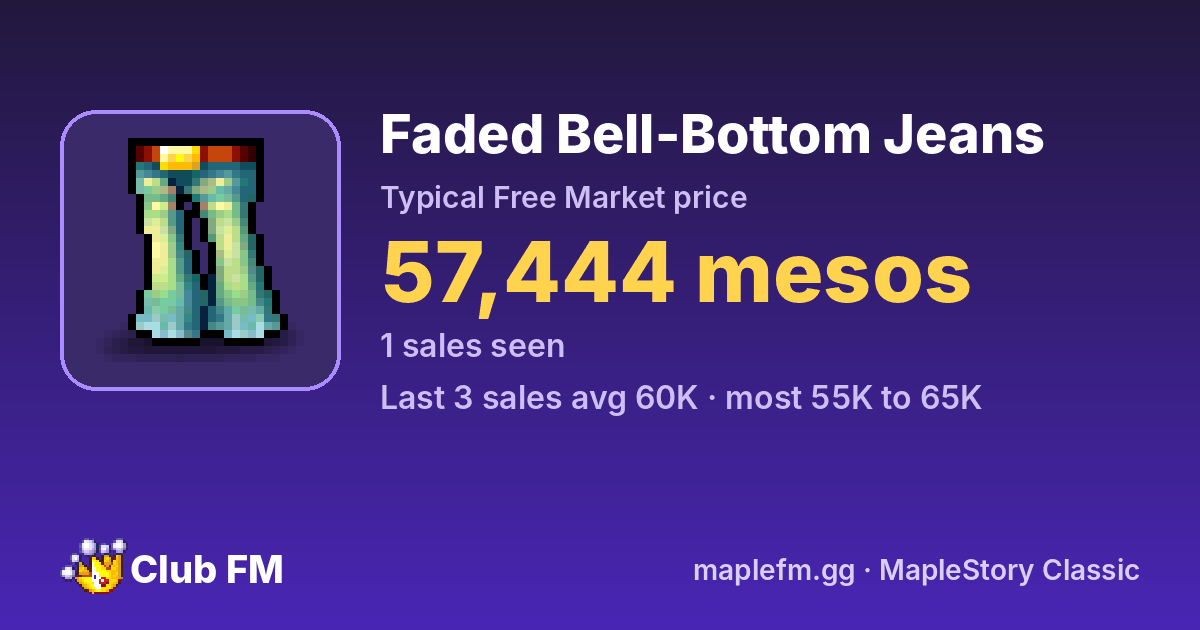 Faded Bell-Bottom Jeans
Typical Free Market price
57,444 mesos
1 sales seen
Last 3 sales avg 60K · most 55K to 65K
Club FM
maplefm.gg · MapleStory Classic